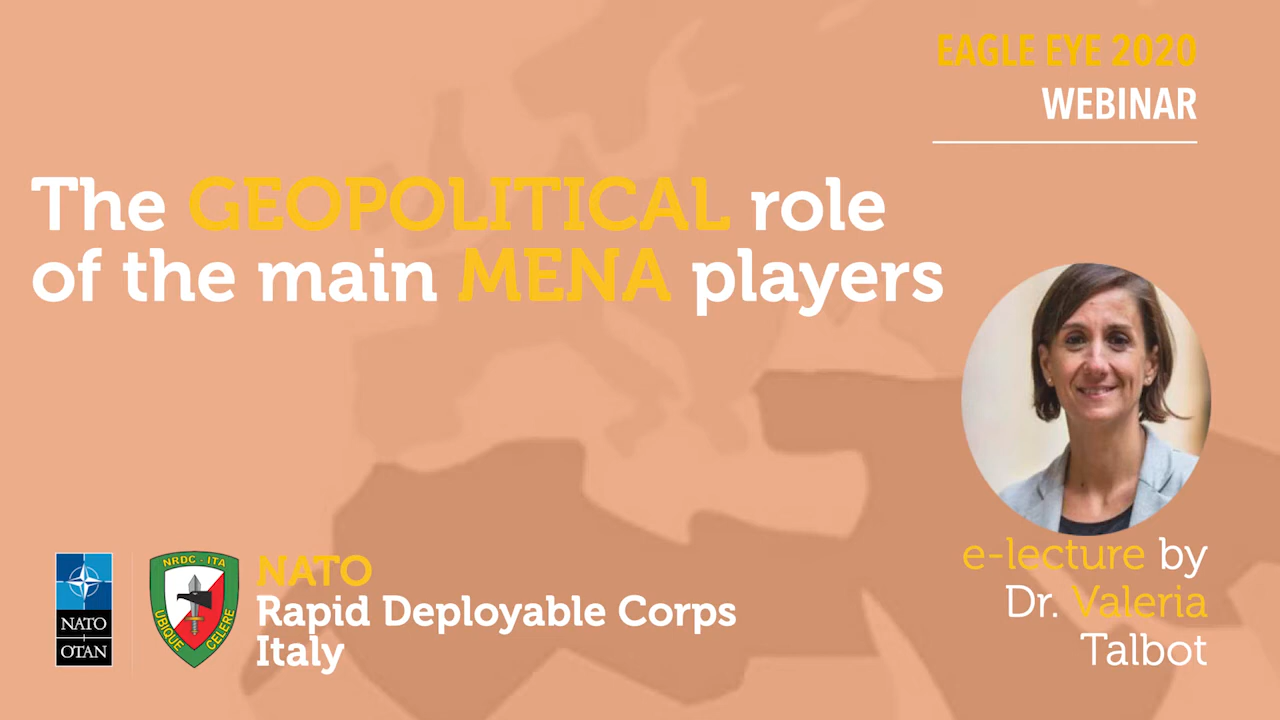 EAGLE EYE 2020
WEBINAR
The GEOPOLITICAL role
of the main MENA players
e-lecture by
Dr. Valeria
Talbot
NATO
OTAN
NRDC - ITA
UBIQUE CELERE
NATO
Rapid Deployable Corps
Italy